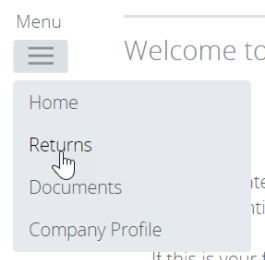 Menu
Welcome to
Home
Returns
Documents
Company Profile
If this is your